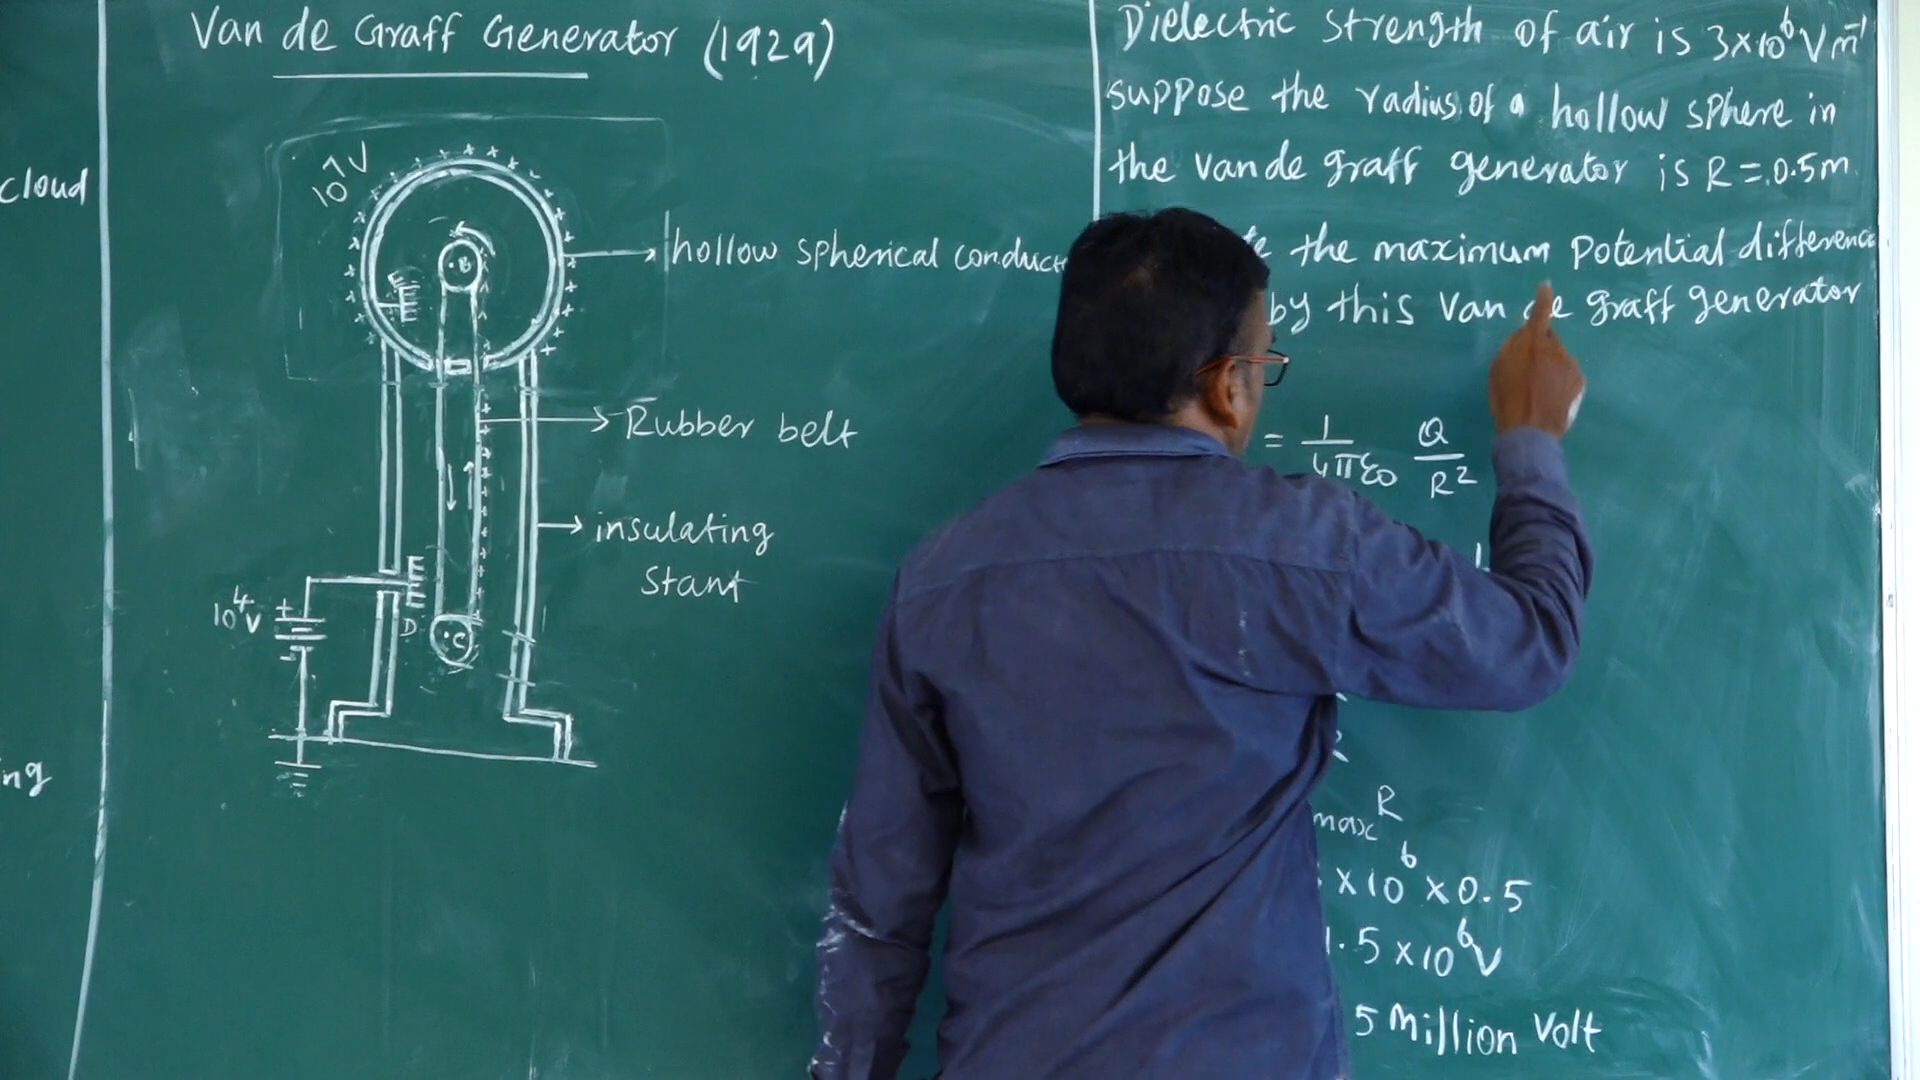 cloud
ng
Van de Graff Generator (1929)
10⁷V
B
hollow spherical conduct
Rubber belt
insulating
Stant
10⁴V
+
-
D
C
Dielectric strength of air is 3×10⁶Vm⁻¹
suppose the radius of a hollow sphere in
the van de graff generator is R = 0.5m
te the maximum potential difference
by this Van de graff generator
= 1/4πε₀ Q/R²
max R
×10⁶ × 0.5
1.5×10⁶V
5 Million Volt